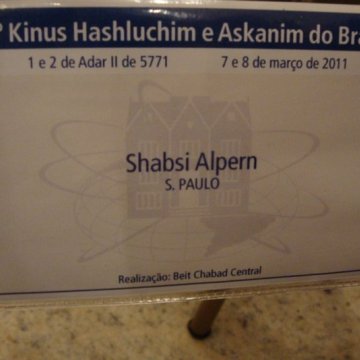 º Kinus Hashluchim e Askanim do Bra
1 e 2 de Adar II de 5771 7 e 8 de março de 2011
Shabsi Alpern
S. PAULO
Realização: Beit Chabad Central